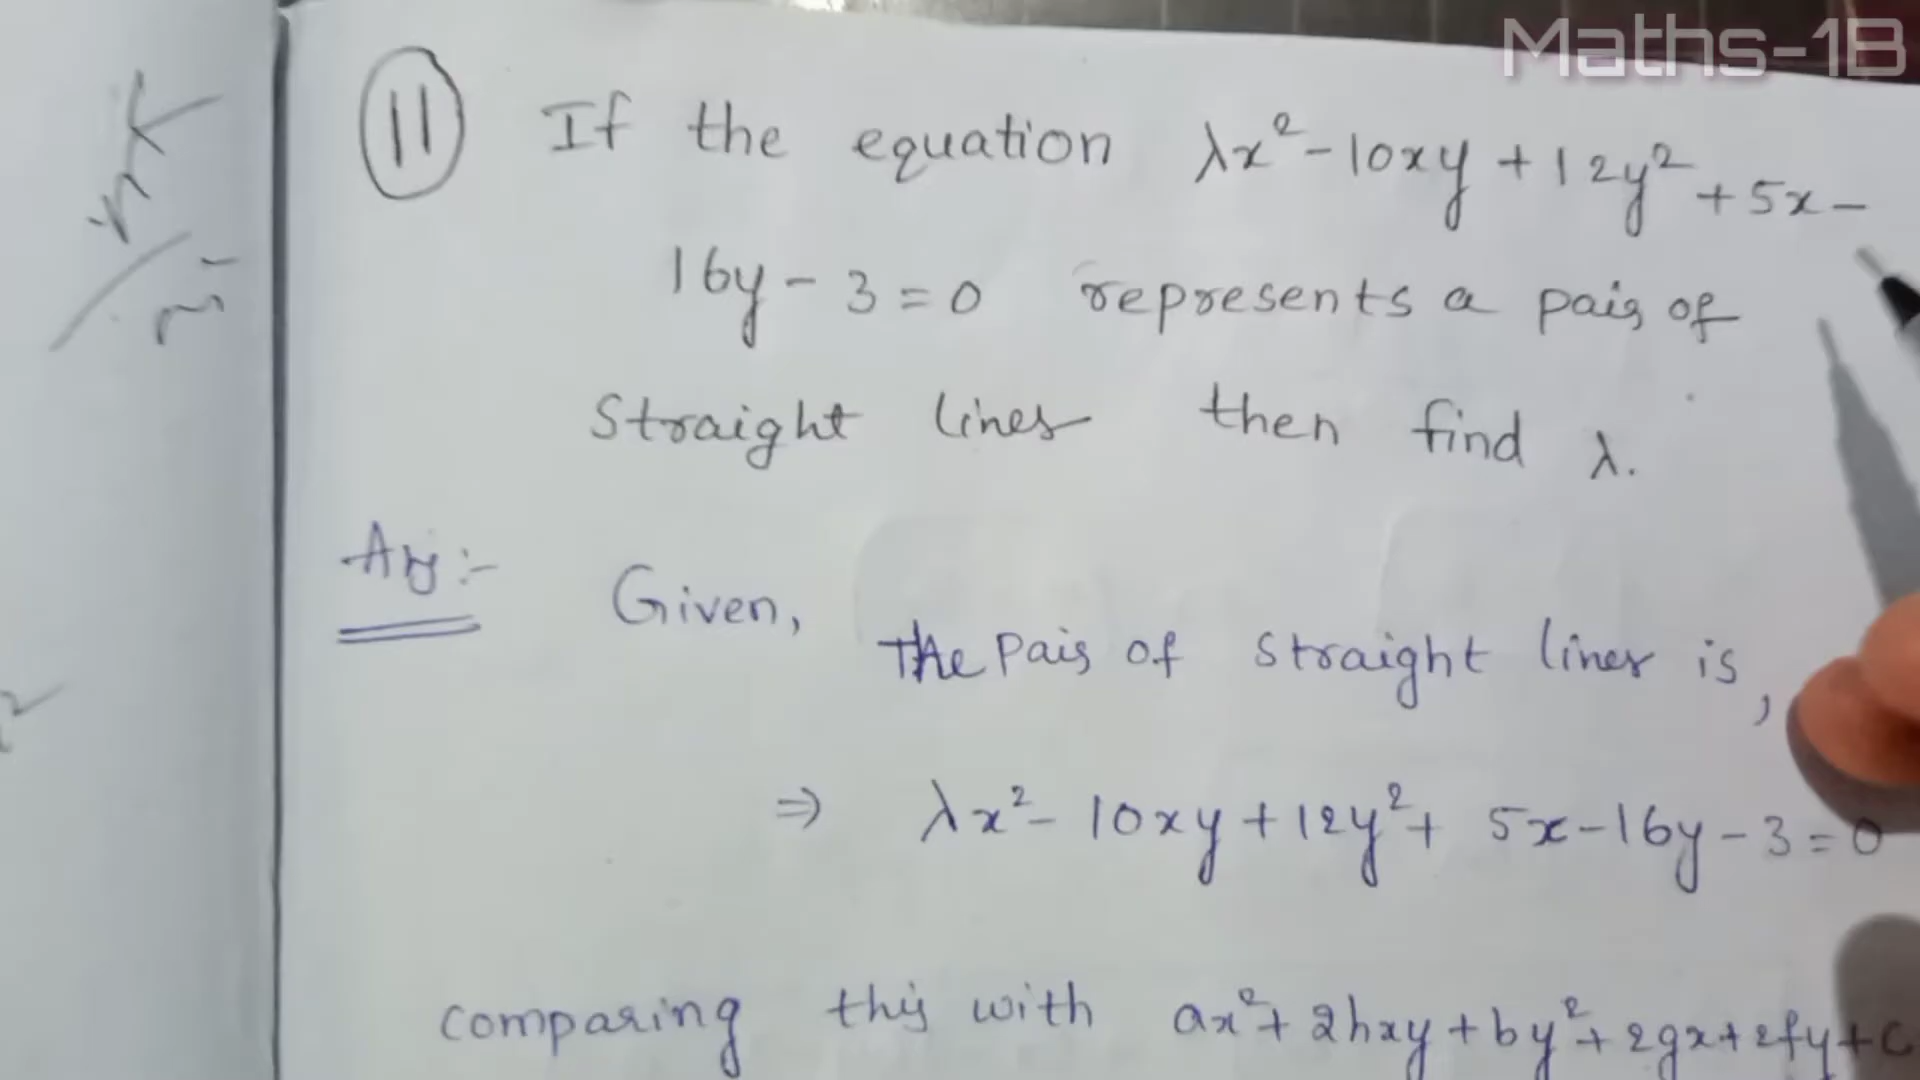 Maths-1B
11 If the equation λx² - 10xy + 12y² + 5x -
16y - 3 = 0 represents a pair of
Straight lines then find λ.
Ans:- Given, The pair of straight lines is,
⇒ λx² - 10xy + 12y² + 5x - 16y - 3 = 0
comparing this with ax² + 2hxy + by² + 2gx + 2fy + c